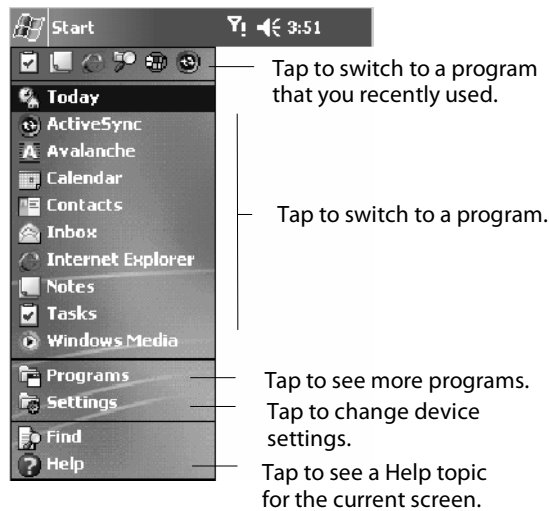 Start 3:51
Tap to switch to a program
that you recently used.
Today
ActiveSync
Avalanche
Calendar
Contacts
Inbox
Internet Explorer
Notes
Tasks
Windows Media
Tap to switch to a program.
Programs
Settings
Tap to see more programs.
Tap to change device
settings.
Find
Help
Tap to see a Help topic
for the current screen.